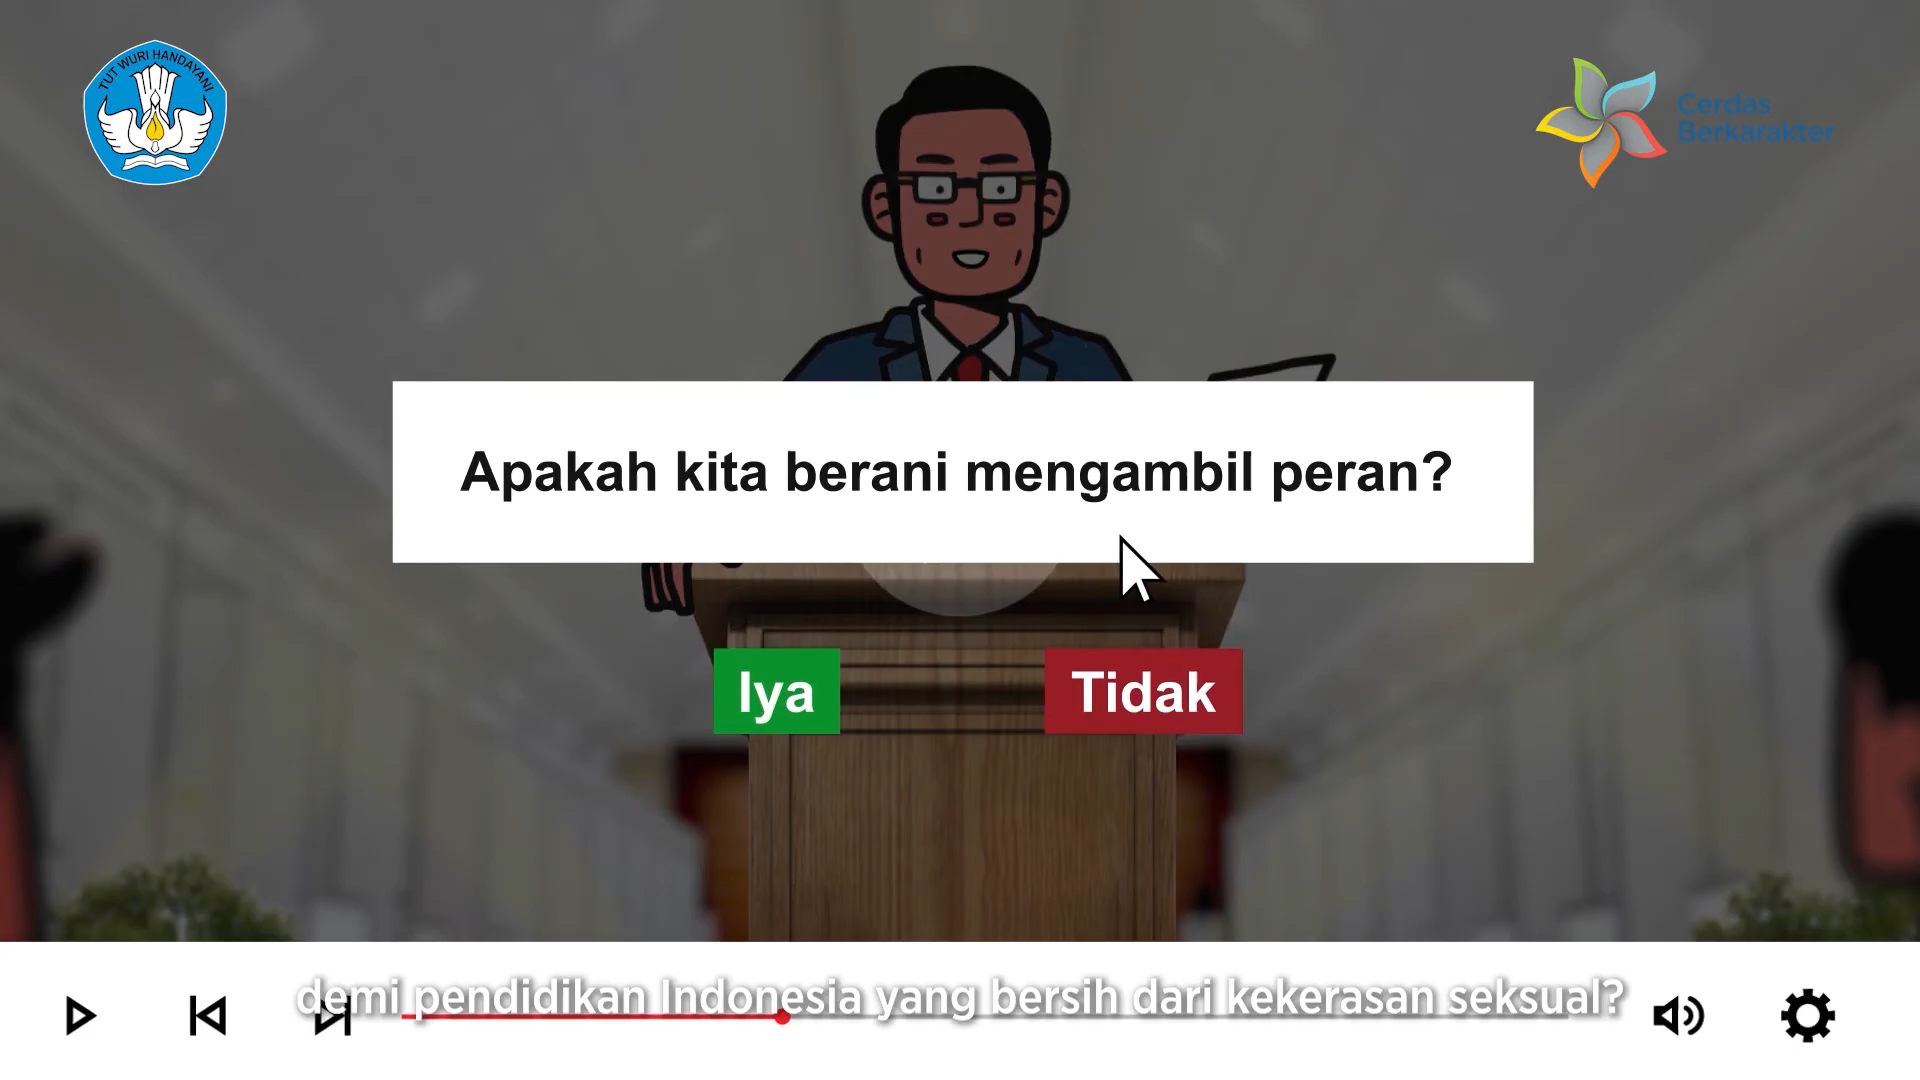 TUT WURI HANDAYANI
Cerdas
Berkarakter
Apakah kita berani mengambil peran?
Iya
Tidak
demi pendidikan Indonesia yang bersih dari kekerasan seksual?